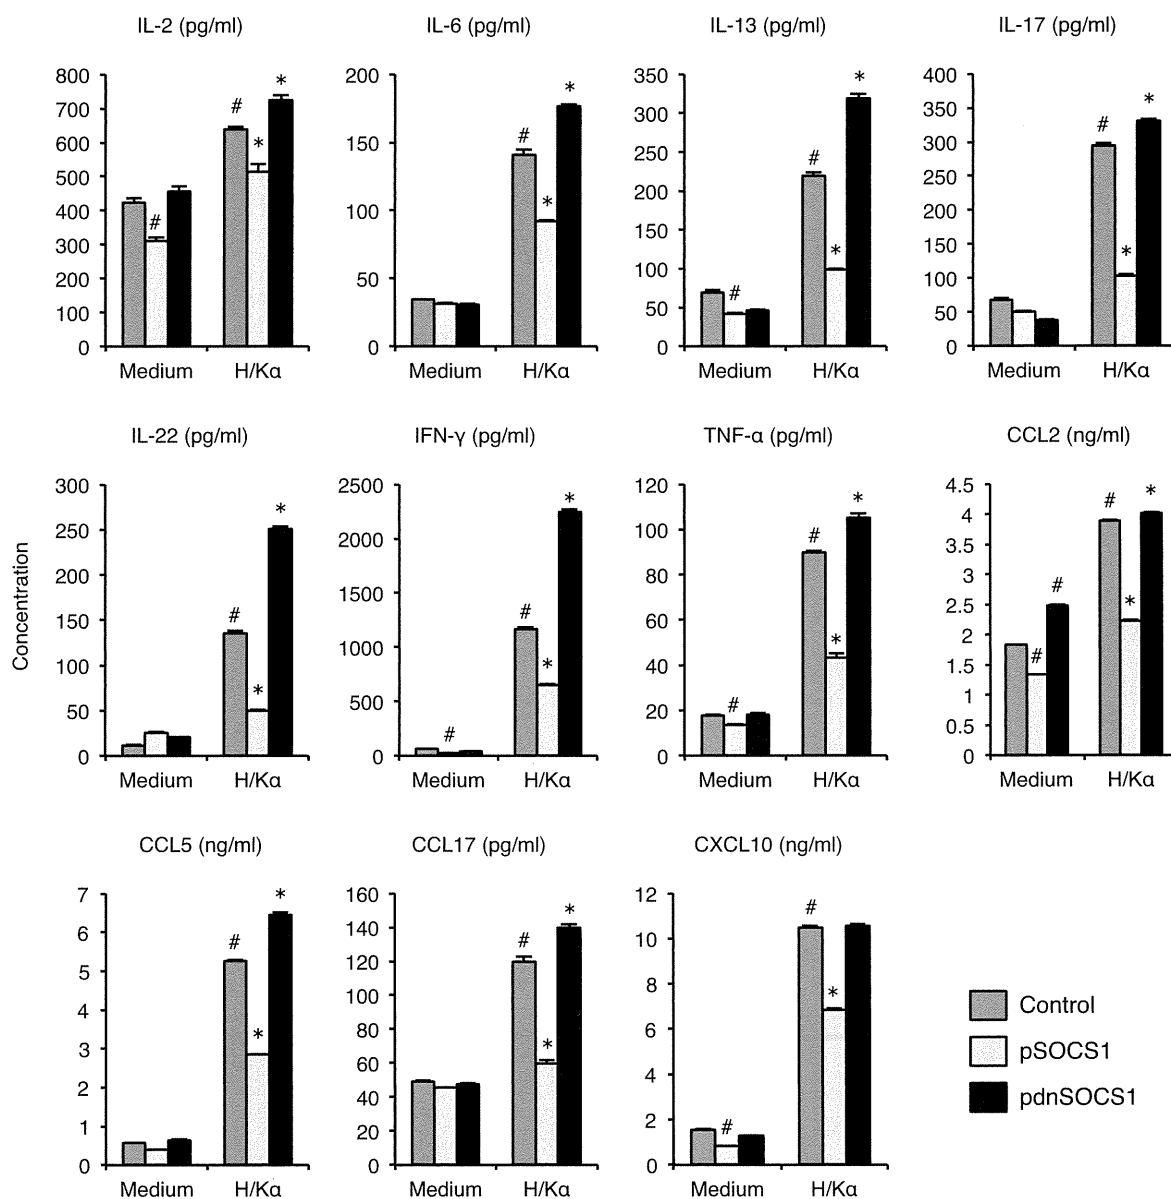 IL-2 (pg/ml) IL-6 (pg/ml) IL-13 (pg/ml) IL-17 (pg/ml)
800 700 600 500 400 300 200 100 0
# # * *
Medium H/Kα
200 150 100 50 0
# * *
Medium H/Kα
350 300 250 200 150 100 50 0
# # * *
Medium H/Kα
400 350 300 250 200 150 100 50 0
# * *
Medium H/Kα
Concentration
IL-22 (pg/ml) IFN-γ (pg/ml) TNF-α (pg/ml) CCL2 (ng/ml)
300 250 200 150 100 50 0
# * *
Medium H/Kα
2500 2000 1500 1000 500 0
# # * *
Medium H/Kα
120 100 80 60 40 20 0
# # * *
Medium H/Kα
4.5 4 3.5 3 2.5 2 1.5 1 0.5 0
# # # * *
Medium H/Kα
CCL5 (ng/ml) CCL17 (pg/ml) CXCL10 (ng/ml)
7 6 5 4 3 2 1 0
# * *
Medium H/Kα
160 140 120 100 80 60 40 20 0
# * *
Medium H/Kα
12 10 8 6 4 2 0
# # *
Medium H/Kα
Control
pSOCS1
pdnSOCS1